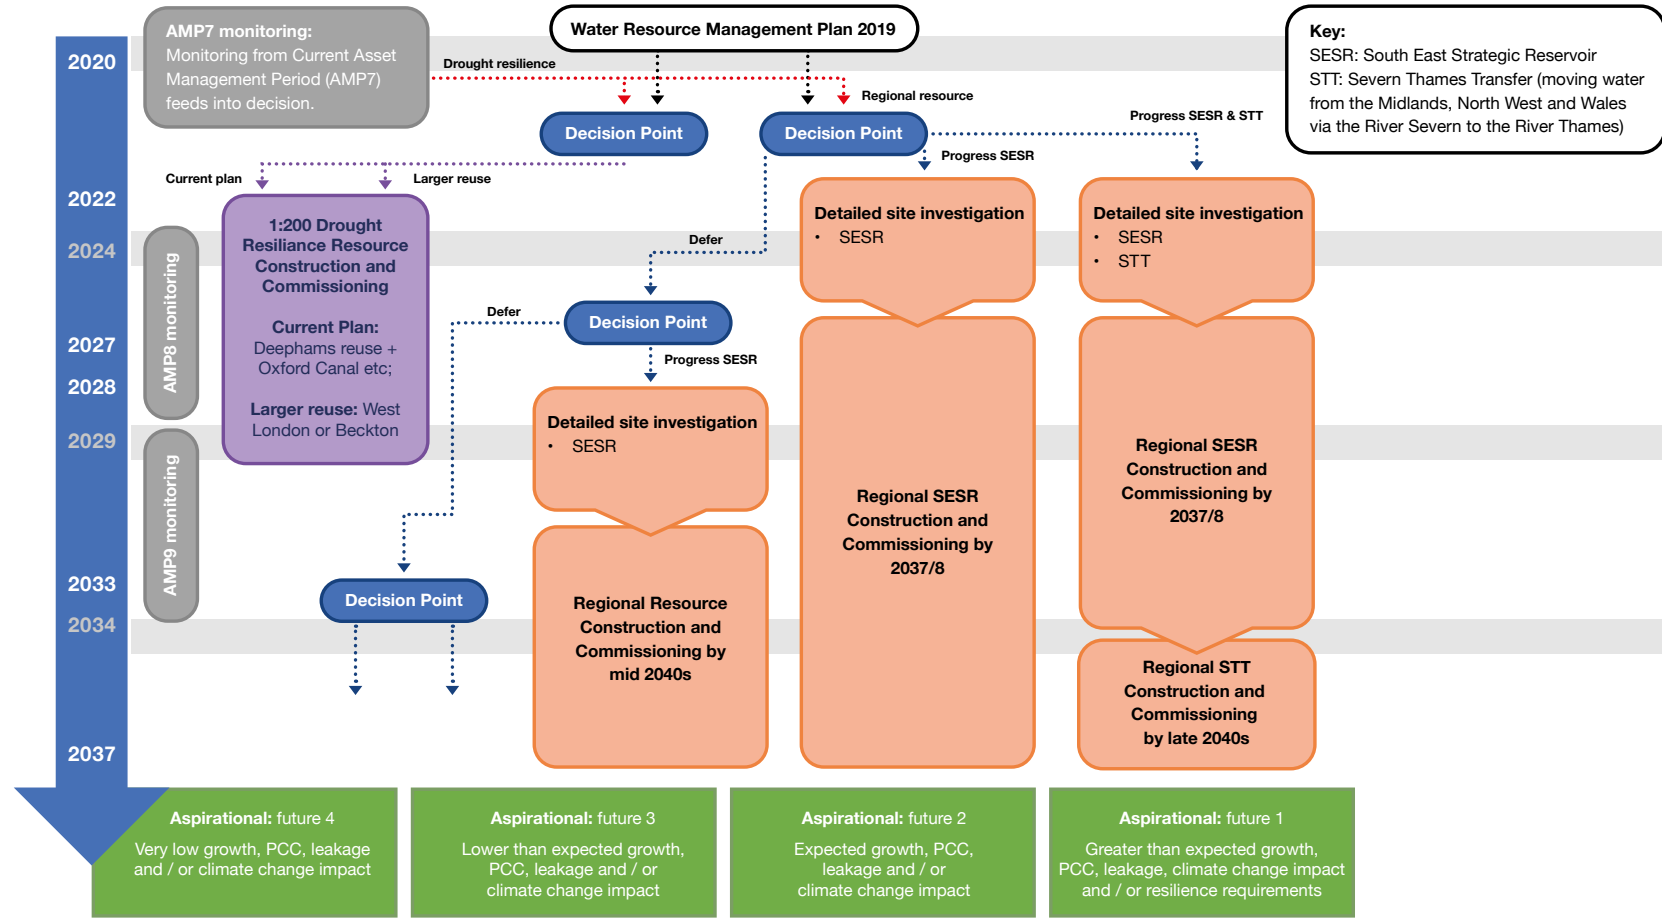 AMP7 monitoring:
Monitoring from Current Asset
Management Period (AMP7)
feeds into decision.
Water Resource Management Plan 2019
Key:
SESR: South East Strategic Reservoir
STT: Severn Thames Transfer (moving water
from the Midlands, North West and Wales
via the River Severn to the River Thames)
Drought resilience
Regional resource
Decision Point
Decision Point
Progress SESR & STT
Progress SESR
Current plan
Larger reuse
2020
2022
2024
2027
2028
2029
2033
2034
2037
AMP8 monitoring
AMP9 monitoring
1:200 Drought
Resiliance Resource
Construction and
Commissioning
Current Plan:
Deephams reuse +
Oxford Canal etc;
Larger reuse: West
London or Beckton
Defer
Decision Point
Defer
Progress SESR
Detailed site investigation
• SESR
Regional Resource
Construction and
Commissioning by
mid 2040s
Decision Point
Detailed site investigation
• SESR
Regional SESR
Construction and
Commissioning by
2037/8
Detailed site investigation
• SESR
• STT
Regional SESR
Construction and
Commissioning by
2037/8
Regional STT
Construction and
Commissioning
by late 2040s
Aspirational: future 4
Very low growth, PCC, leakage
and / or climate change impact
Aspirational: future 3
Lower than expected growth,
PCC, leakage and / or
climate change impact
Aspirational: future 2
Expected growth, PCC,
leakage and / or
climate change impact
Aspirational: future 1
Greater than expected growth,
PCC, leakage, climate change impact
and / or resilience requirements